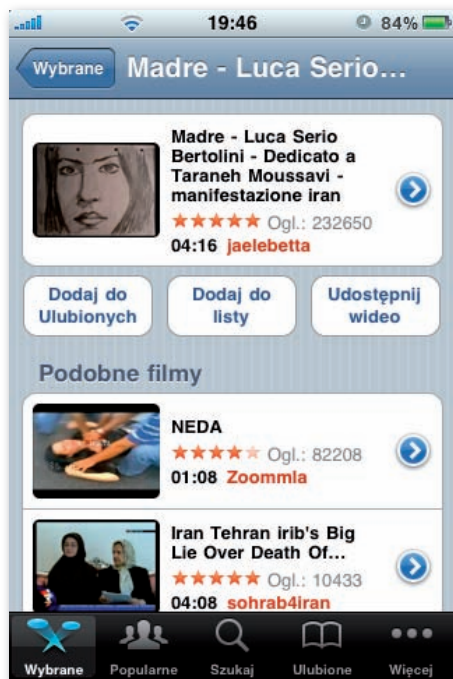 19:46
84%
Wybrane
Madre - Luca Serio...
Madre - Luca Serio
Bertolini - Dedicato a
Taraneh Moussavi -
manifestazione iran
Ogl.: 232650
04:16 jaelebetta
Dodaj do
Ulubionych
Dodaj do
listy
Udostępnij
wideo
Podobne filmy
NEDA
Ogl.: 82208
01:08 Zoommla
Iran Tehran irib's Big
Lie Over Death Of...
Ogl.: 10433
04:08 sohrab4iran
Wybrane
Popularne
Szukaj
Ulubione
Więcej